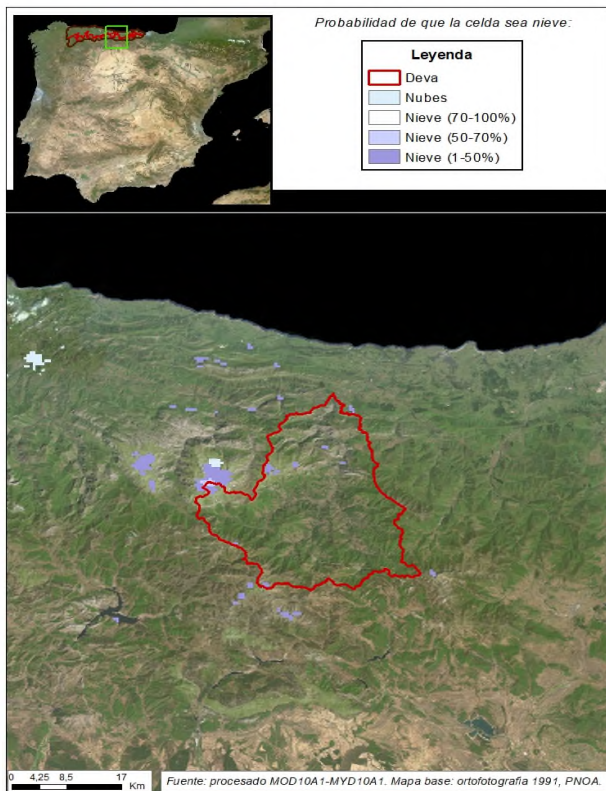 Probabilidad de que la celda sea nieve:
Leyenda
Deva
Nubes
Nieve (70-100%)
Nieve (50-70%)
Nieve (1-50%)
0 4,25 8,5 17
Km
Fuente: procesado MOD10A1-MYD10A1. Mapa base: ortofotografia 1991, PNOA.